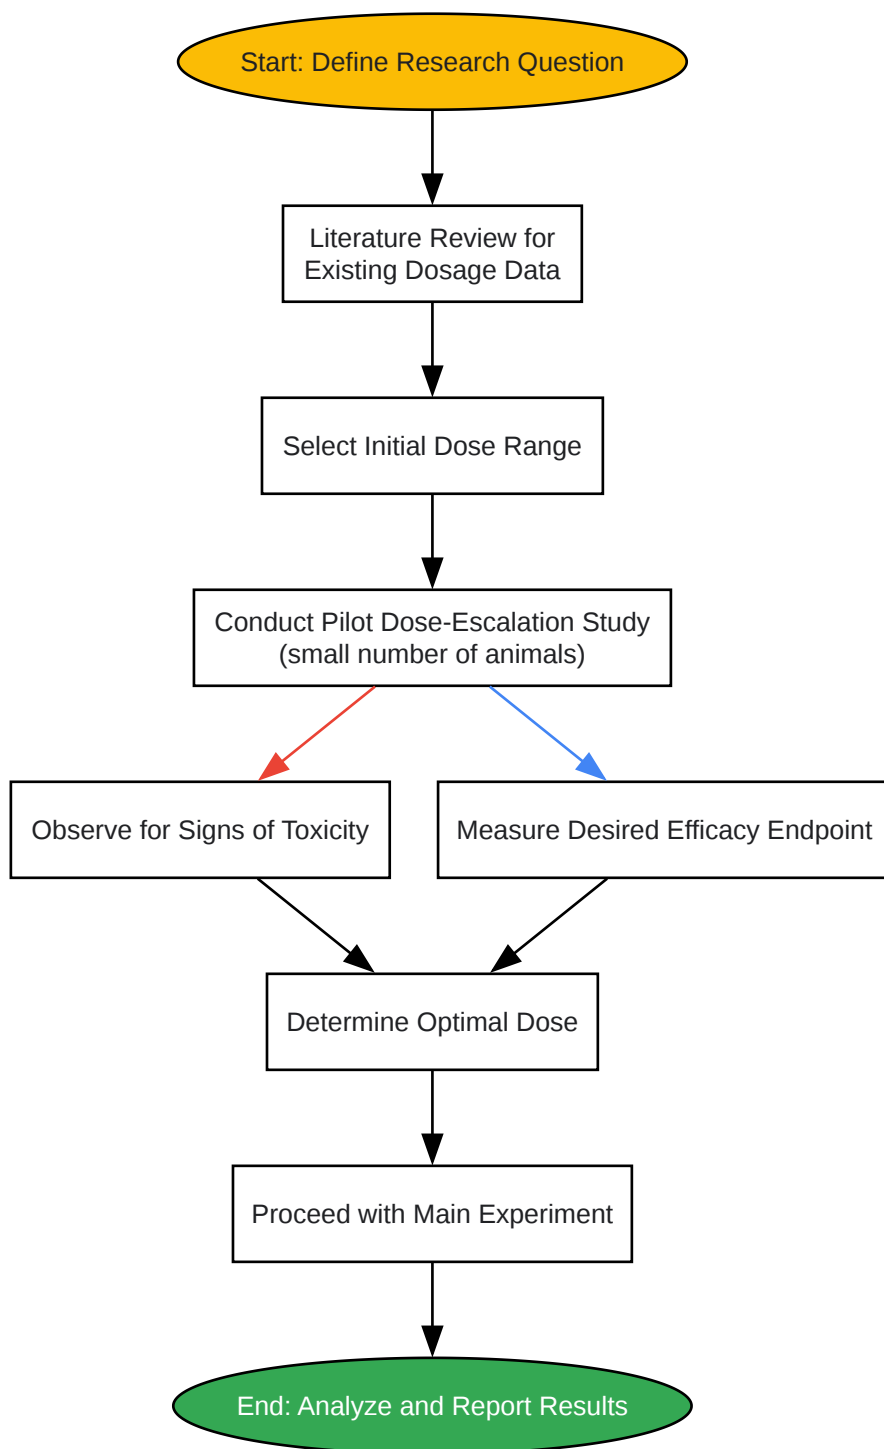 Start: Define Research Question
Literature Review for
Existing Dosage Data
Select Initial Dose Range
Conduct Pilot Dose-Escalation Study
(small number of animals)
Observe for Signs of Toxicity
Measure Desired Efficacy Endpoint
Determine Optimal Dose
Proceed with Main Experiment
End: Analyze and Report Results